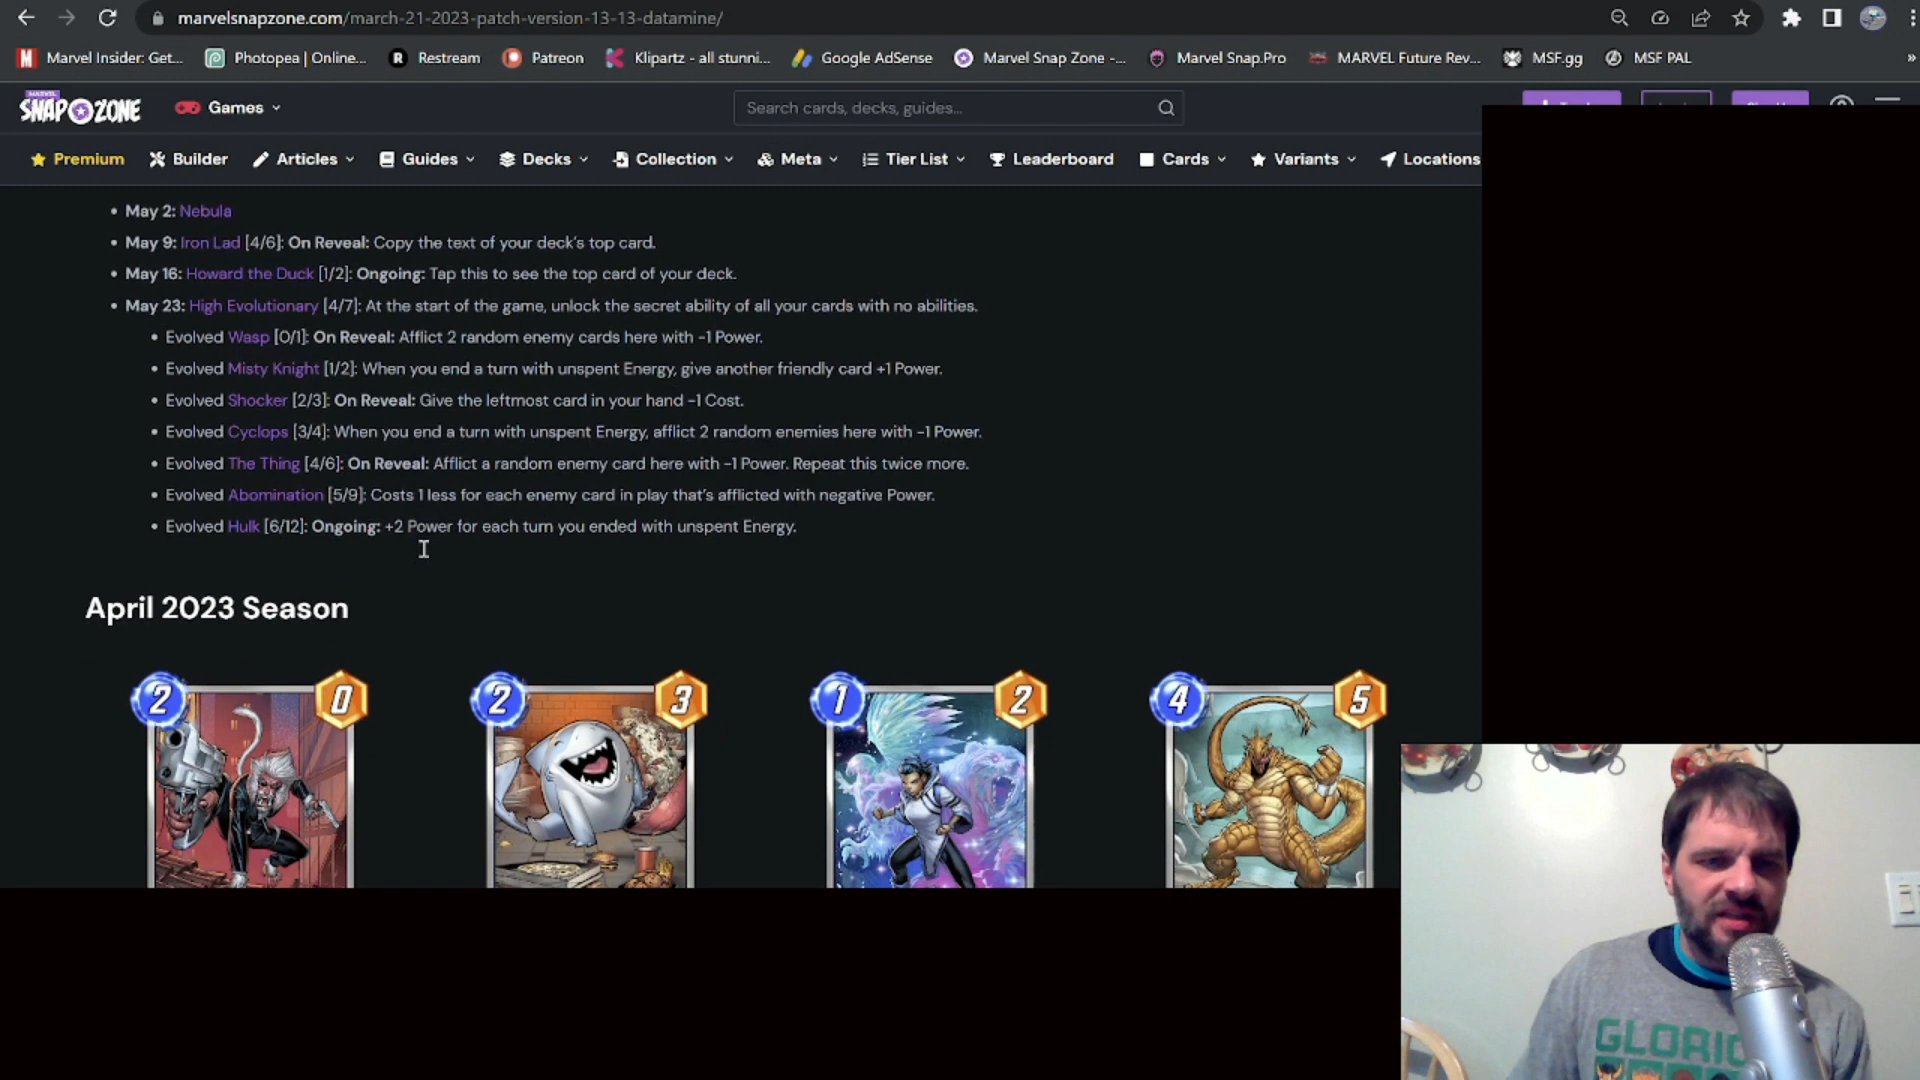 marvelsnapzone.com/march-21-2023-patch-version-13-13-datamine/
Marvel Insider: Get... Photopea | Online... Restream Patreon Klipartz - all stunni... Google AdSense Marvel Snap Zone -... Marvel Snap.Pro MARVEL Future Rev... MSF.gg MSF PAL »
MARVEL
SNAP ZONE Games Search cards, decks, guides...
Premium Builder Articles Guides Decks Collection Meta Tier List Leaderboard Cards Variants Locations
• May 2: Nebula
• May 9: Iron Lad [4/6]: On Reveal: Copy the text of your deck's top card.
• May 16: Howard the Duck [1/2]: Ongoing: Tap this to see the top card of your deck.
• May 23: High Evolutionary [4/7]: At the start of the game, unlock the secret ability of all your cards with no abilities.
• Evolved Wasp [0/1]: On Reveal: Afflict 2 random enemy cards here with -1 Power.
• Evolved Misty Knight [1/2]: When you end a turn with unspent Energy, give another friendly card +1 Power.
• Evolved Shocker [2/3]: On Reveal: Give the leftmost card in your hand -1 Cost.
• Evolved Cyclops [3/4]: When you end a turn with unspent Energy, afflict 2 random enemies here with -1 Power.
• Evolved The Thing [4/6]: On Reveal: Afflict a random enemy card here with -1 Power. Repeat this twice more.
• Evolved Abomination [5/9]: Costs 1 less for each enemy card in play that's afflicted with negative Power.
• Evolved Hulk [6/12]: Ongoing: +2 Power for each turn you ended with unspent Energy.
April 2023 Season
2 0 2 3 1 2 4 5